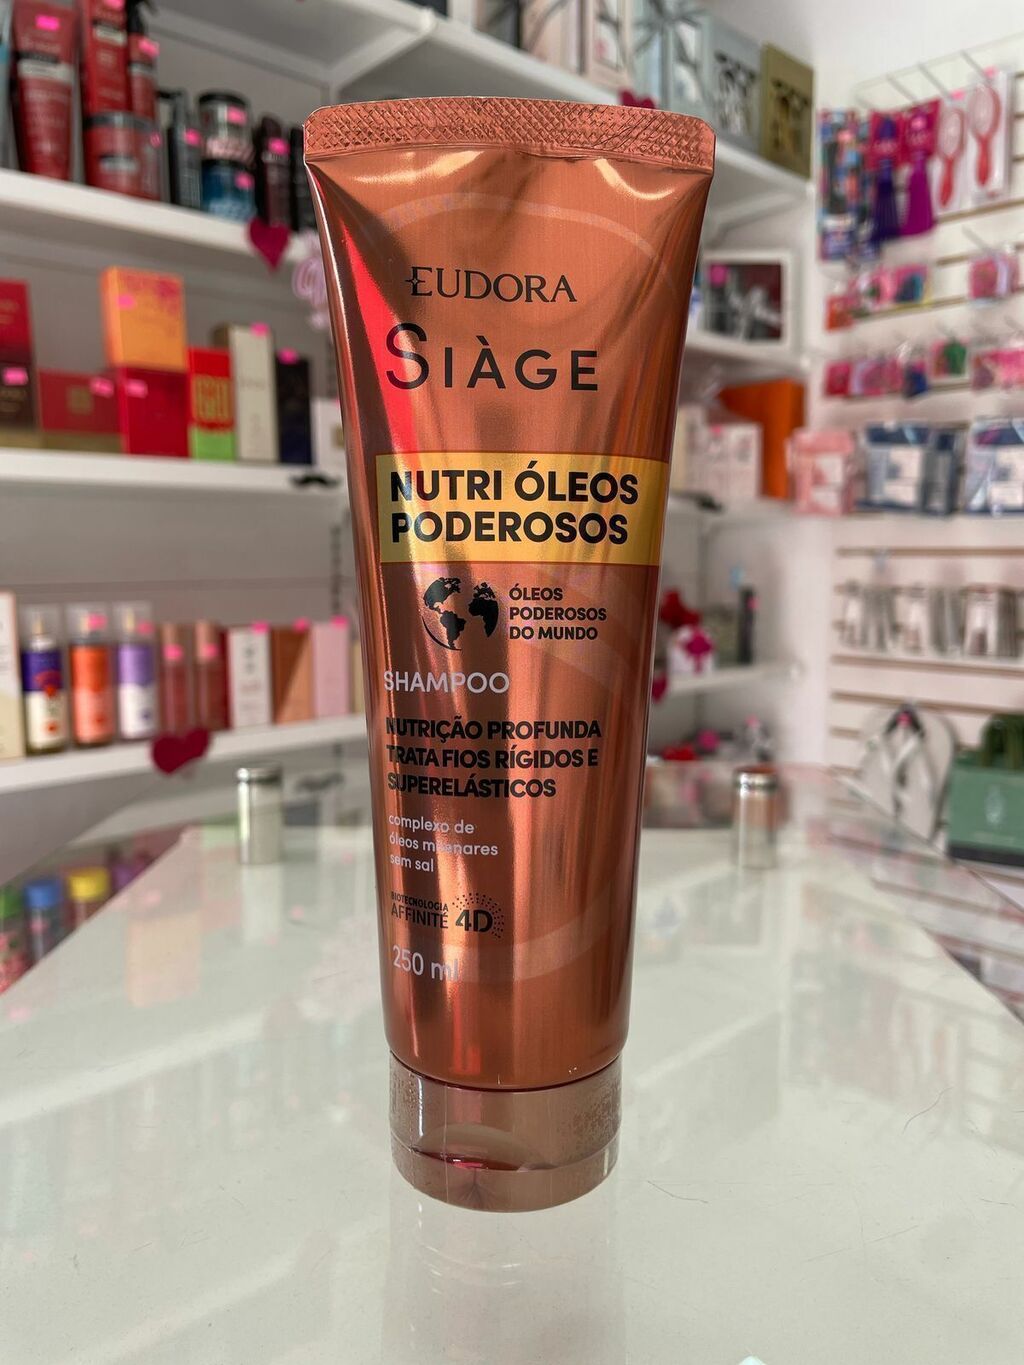 EUDORA
SIÀGE
NUTRI ÓLEOS
PODEROSOS
ÓLEOS
PODEROSOS
DO MUNDO
SHAMPOO
NUTRIÇÃO PROFUNDA
TRATA FIOS RÍGIDOS E
SUPERELÁSTICOS
complexo de
óleos milenares
sem sal
BIOTECNOLOGIA
AFFINITÉ 4D
250 ml